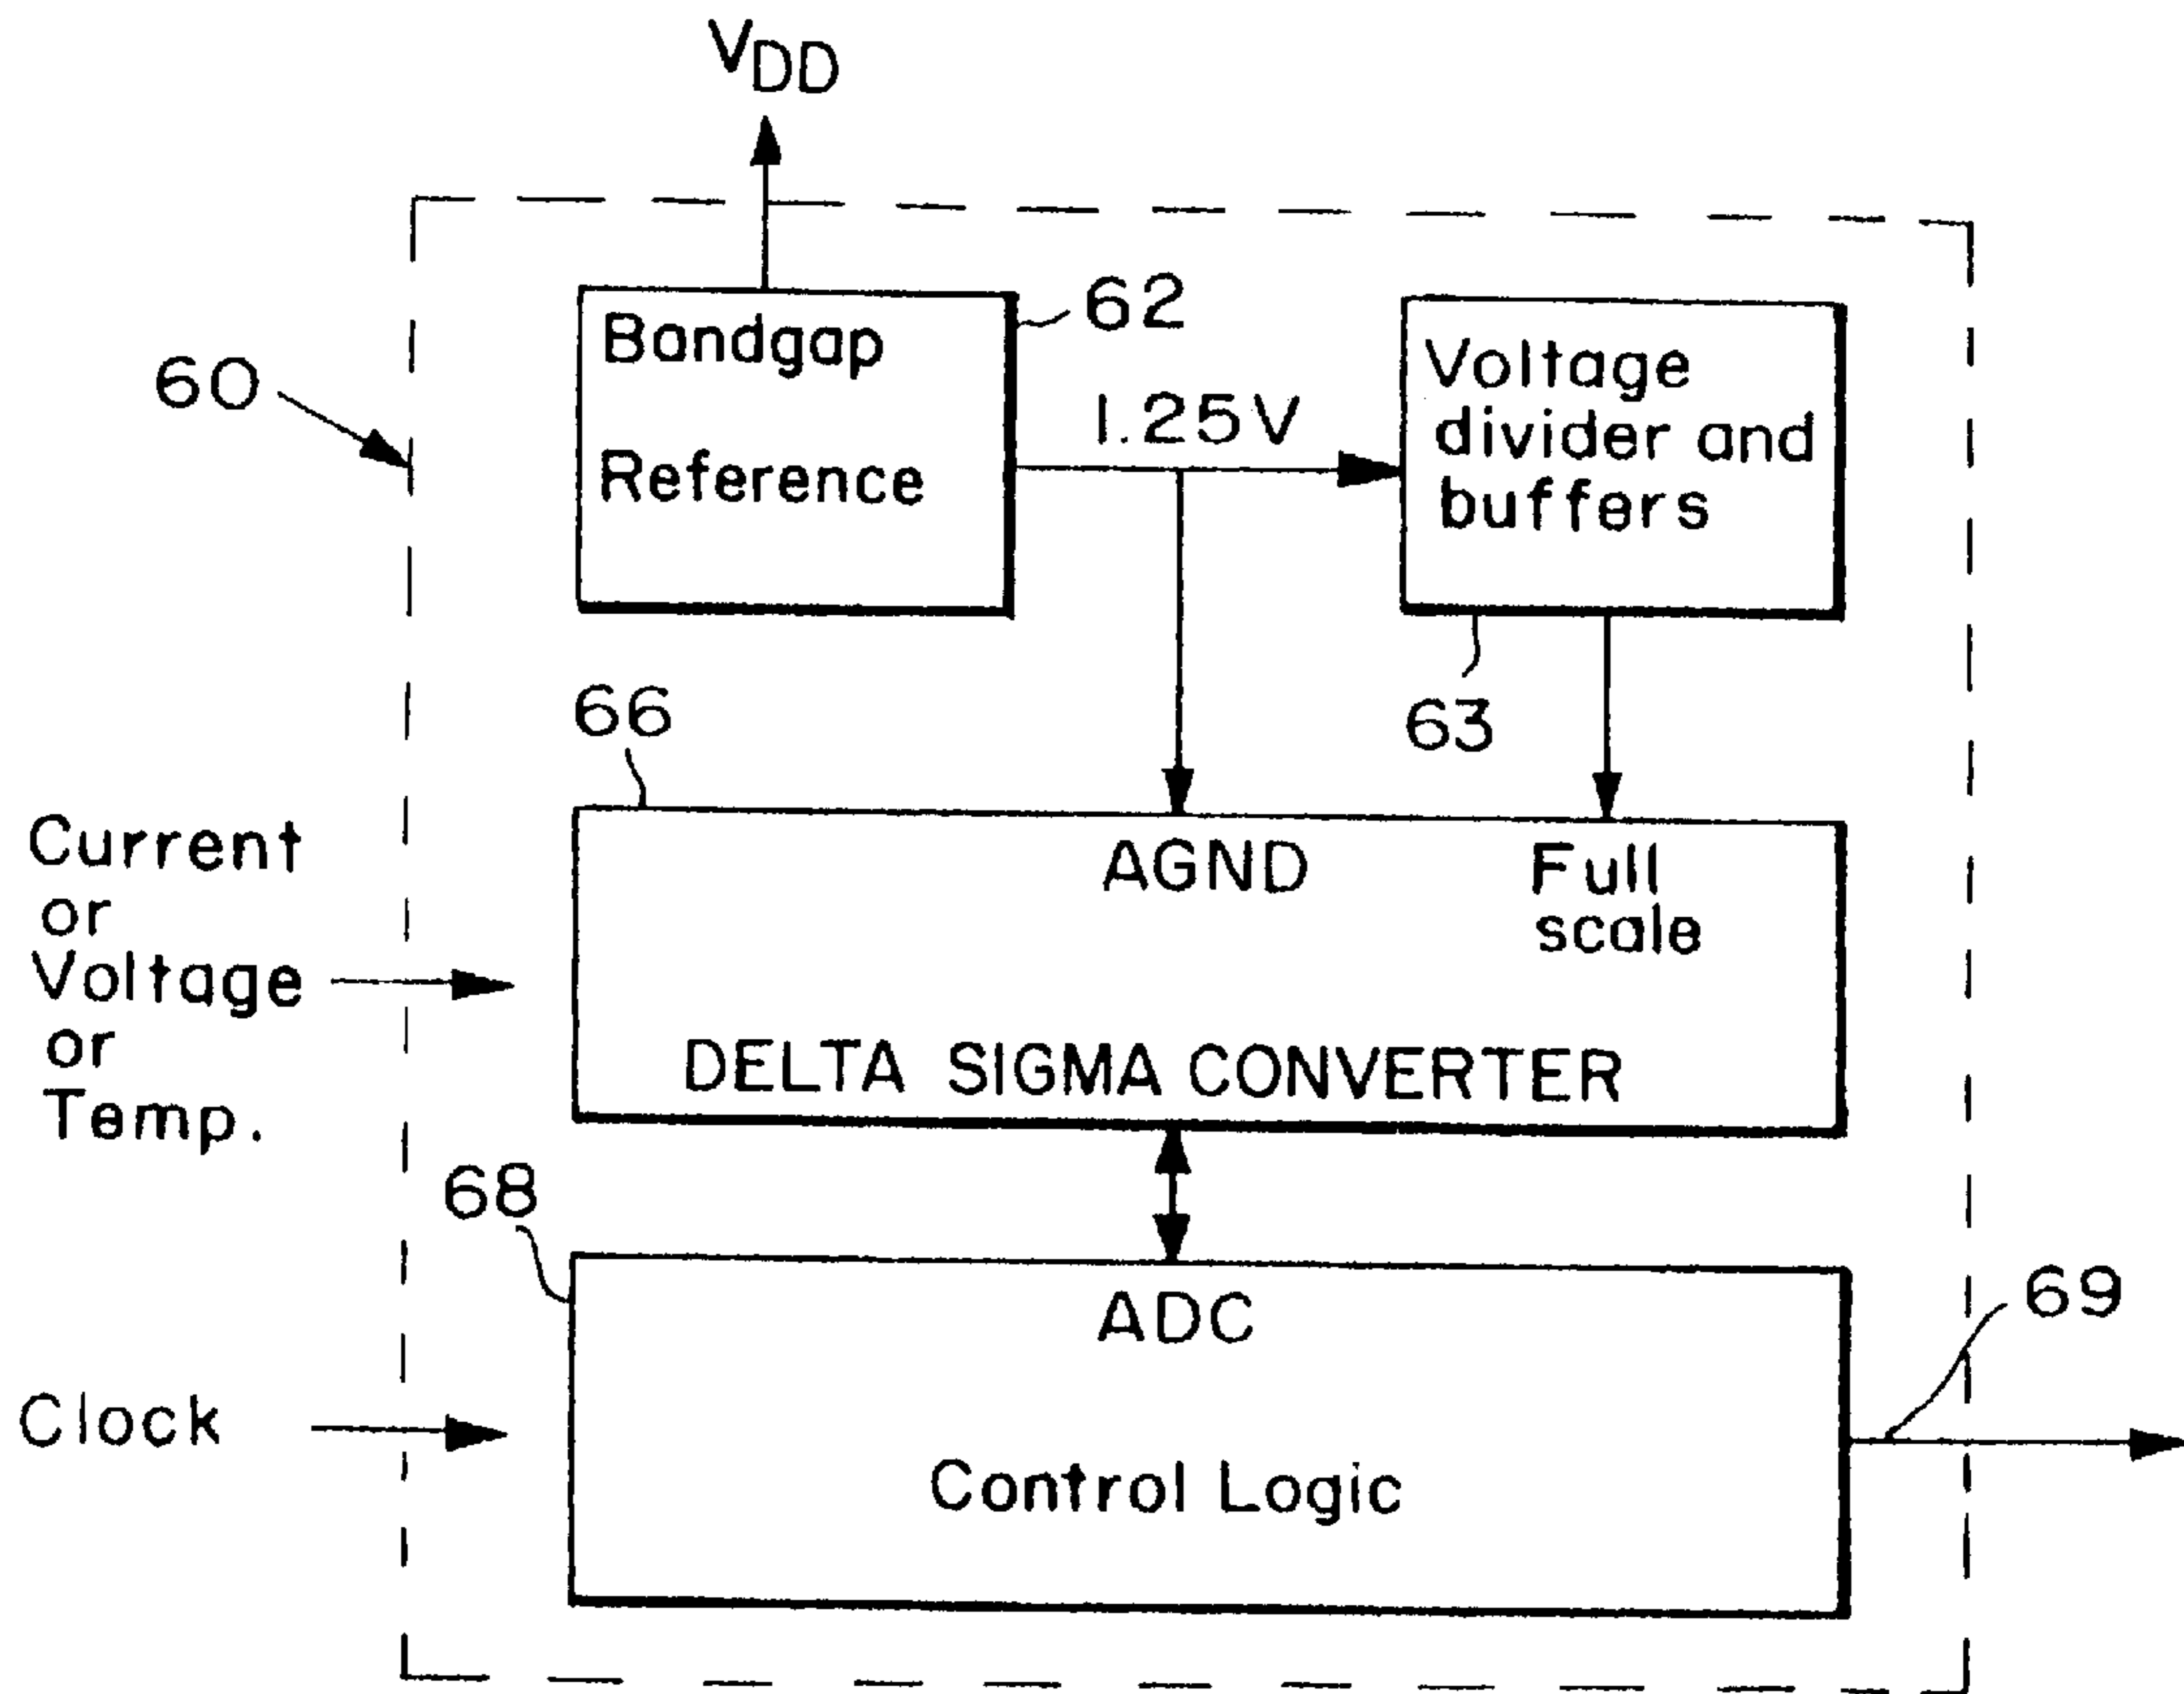 VDD
60
Bandgap
Reference
62
1.25V
Voltage
divider and
buffers
63
66
AGND
Full
scale
DELTA SIGMA CONVERTER
Current
or
Voltage
or
Temp.
68
ADC
Control Logic
Clock
69